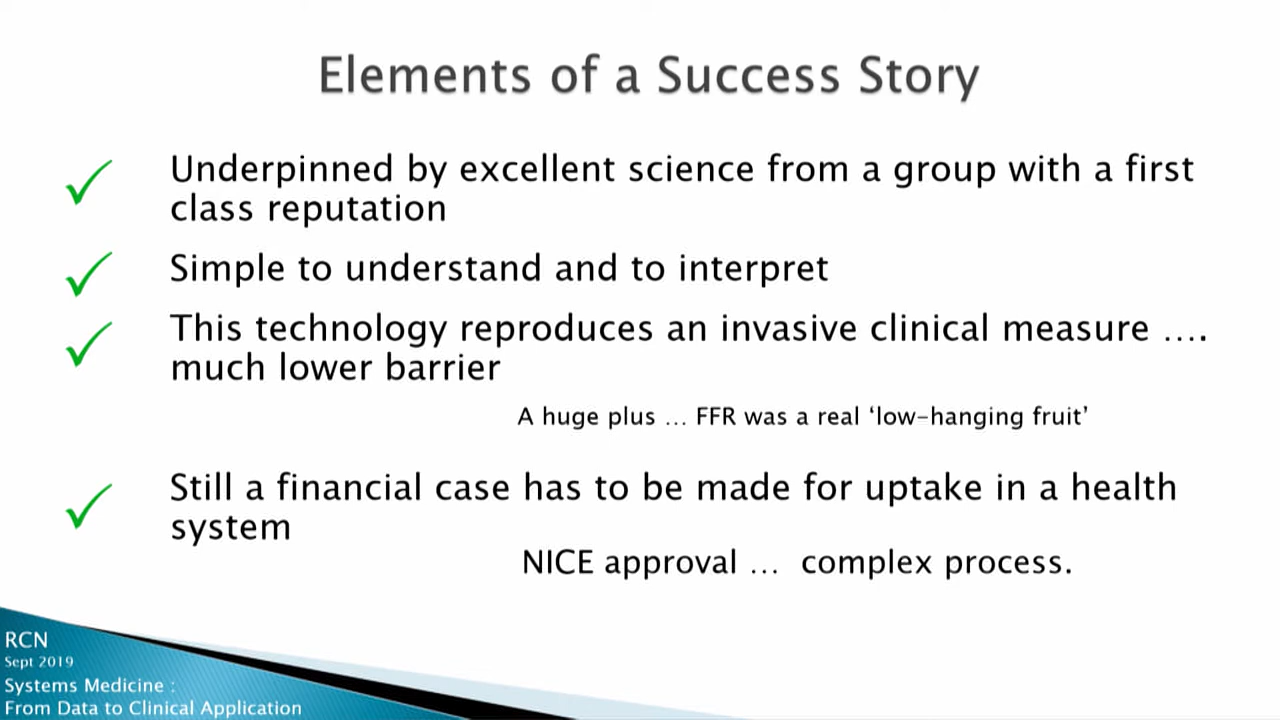 Elements of a Success Story
Underpinned by excellent science from a group with a first
class reputation
Simple to understand and to interpret
This technology reproduces an invasive clinical measure ....
much lower barrier
A huge plus ... FFR was a real ‘low-hanging fruit’
Still a financial case has to be made for uptake in a health
system
NICE approval ... complex process.
RCN
Sept 2019
Systems Medicine :
From Data to Clinical Application